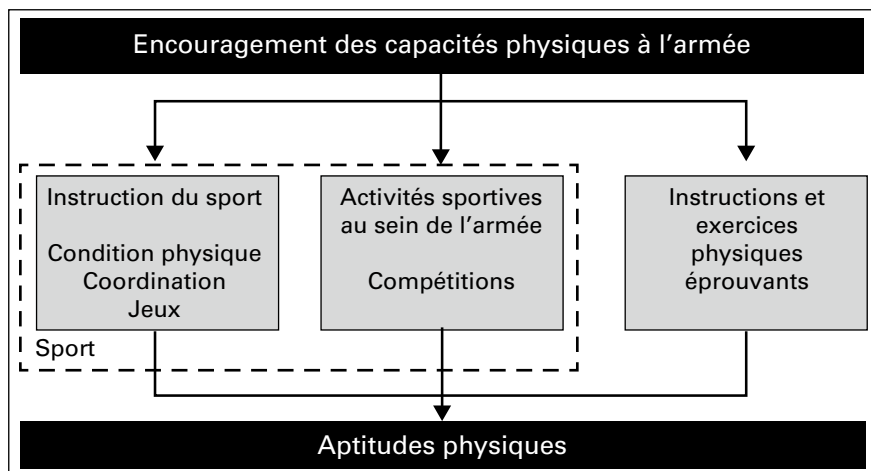 Encouragement des capacités physiques à l'armée
Instruction du sport
Condition physique
Coordination
Jeux
Activités sportives
au sein de l'armée
Compétitions
Instructions et
exercices
physiques
éprouvants
Sport
Aptitudes physiques